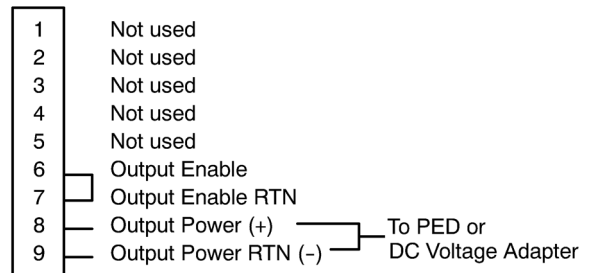 1 Not used
2 Not used
3 Not used
4 Not used
5 Not used
6 Output Enable
7 Output Enable RTN
8 Output Power (+)
9 Output Power RTN (−)
To PED or
DC Voltage Adapter